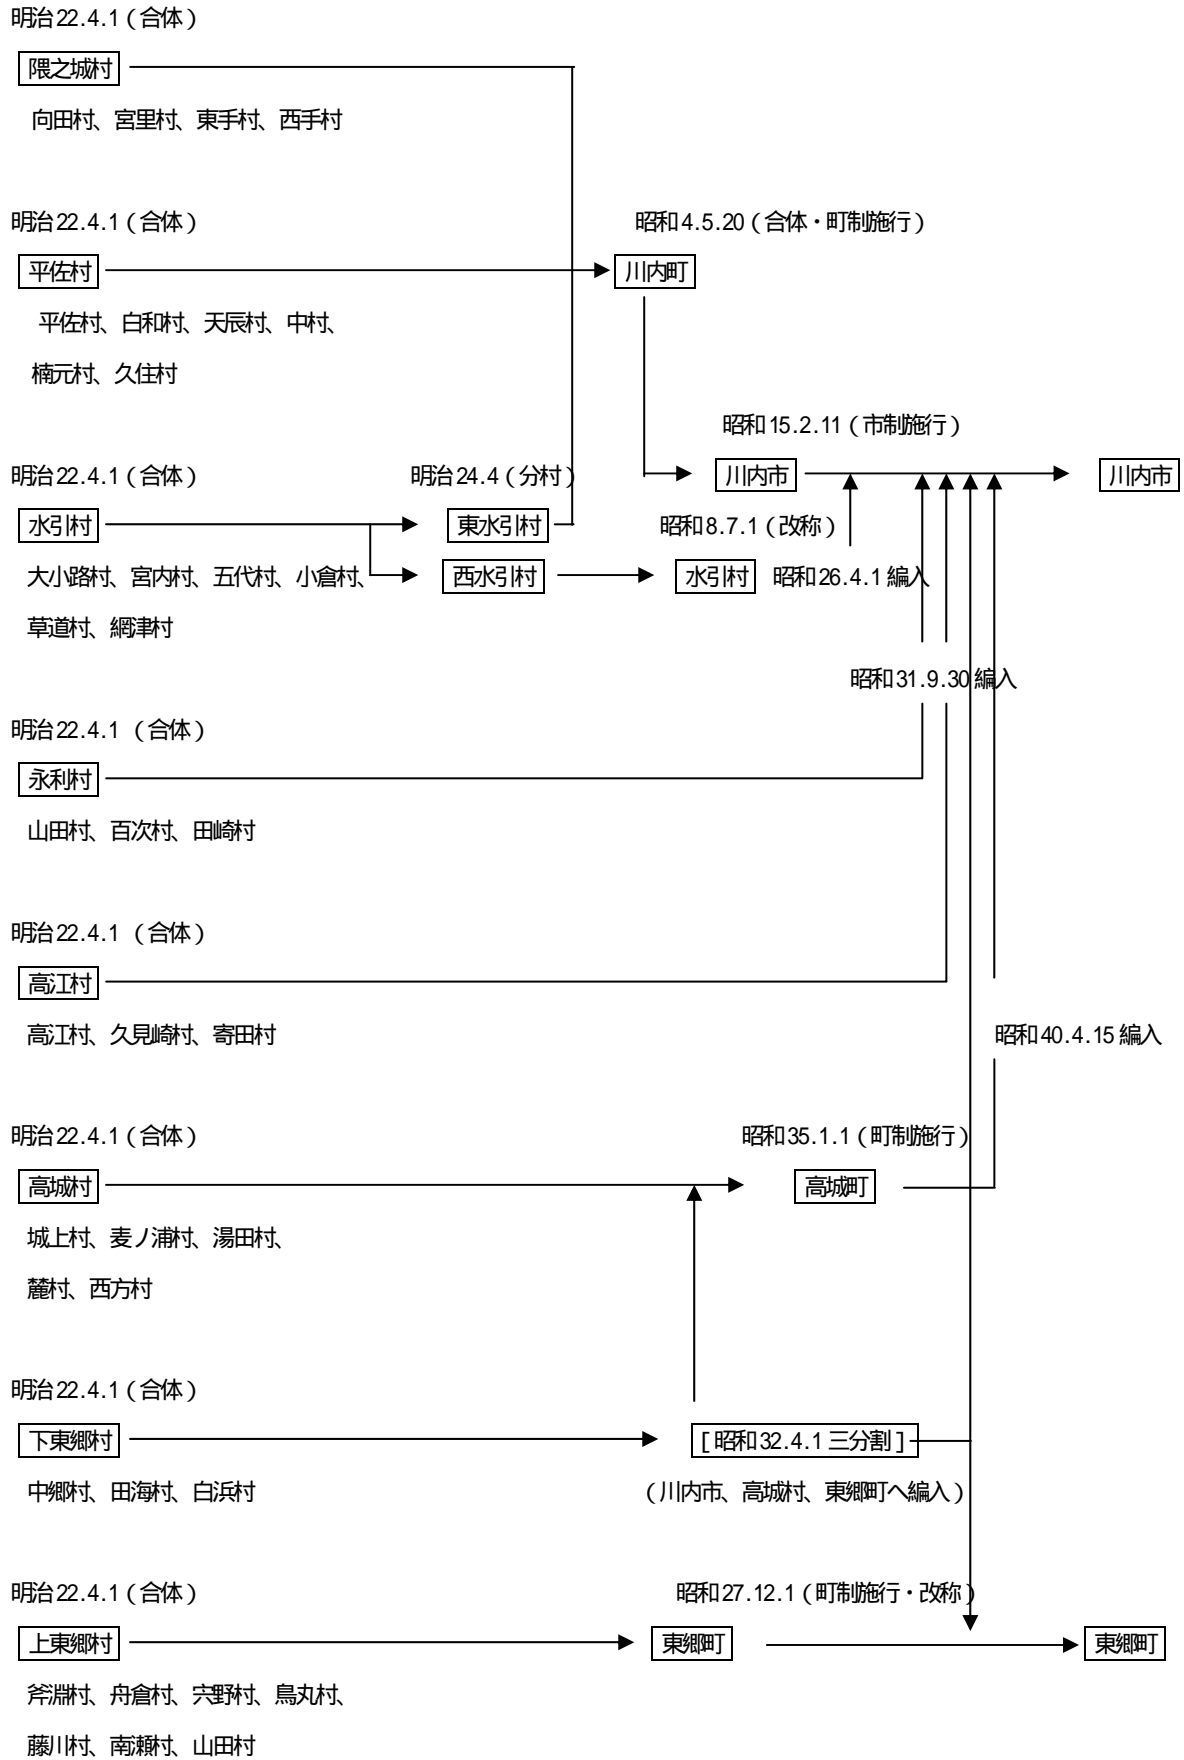 明治22.4.1(合体)
隈之城村
向田村、宮里村、東手村、西手村
明治22.4.1(合体)
昭和4.5.20(合体・町制施行)
平佐村
川内町
平佐村、白和村、天辰村、中村、
楠元村、久住村
昭和15.2.11(市制施行)
明治22.4.1(合体)
明治24.4(分村)
川内市
川内市
水引村
東水引村
昭和8.7.1(改称)
大小路村、宮内村、五代村、小倉村、
西水引村
水引村
昭和26.4.1編入
草道村、網津村
昭和31.9.30編入
明治22.4.1 (合体)
永利村
山田村、百次村、田崎村
明治22.4.1 (合体)
高江村
高江村、久見崎村、寄田村
昭和40.4.15編入
明治22.4.1(合体)
昭和35.1.1(町制施行)
高城村
高城町
城上村、麦ノ浦村、湯田村、
麓村、西方村
明治22.4.1(合体)
下東郷村
[昭和32.4.1三分割]
中郷村、田海村、白浜村
(川内市、高城村、東郷町へ編入)
明治22.4.1(合体)
昭和27.12.1(町制施行・改称)
上東郷村
東郷町
東郷町
斧淵村、舟倉村、宍野村、鳥丸村、
藤川村、南瀬村、山田村